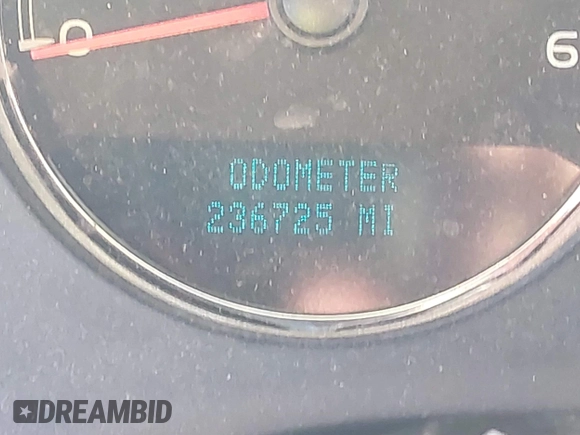 0
6
ODOMETER
236725 MI
DREAMBID